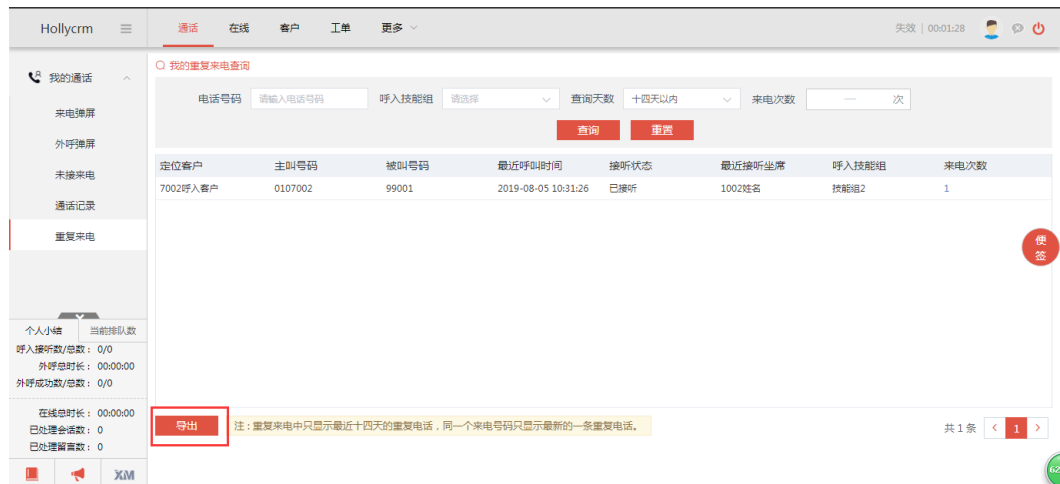 Hollycrm 通话 在线 客户 工单 更多 失效 | 00:01:28
我的通话
来电弹屏
外呼弹屏
未接来电
通话记录
重复来电
个人小结 当前排队数
呼入接听数/总数： 0/0
外呼总时长： 00:00:00
外呼成功数/总数： 0/0
在线总时长： 00:00:00
已处理会话数： 0
已处理留言数： 0
XM
我的重复来电查询
电话号码 请输入电话号码 呼入技能组 请选择 查询天数 十四天以内 来电次数 — 次
查询 重置
定位客户 主叫号码 被叫号码 最近呼叫时间 接听状态 最近接听坐席 呼入技能组 来电次数
7002呼入客户 0107002 99001 2019-08-05 10:31:26 已接听 1002姓名 技能组2 1
便签
导出 注：重复来电中只显示最近十四天的重复电话，同一个来电号码只显示最新的一条重复电话。 共 1 条 < 1 >
62